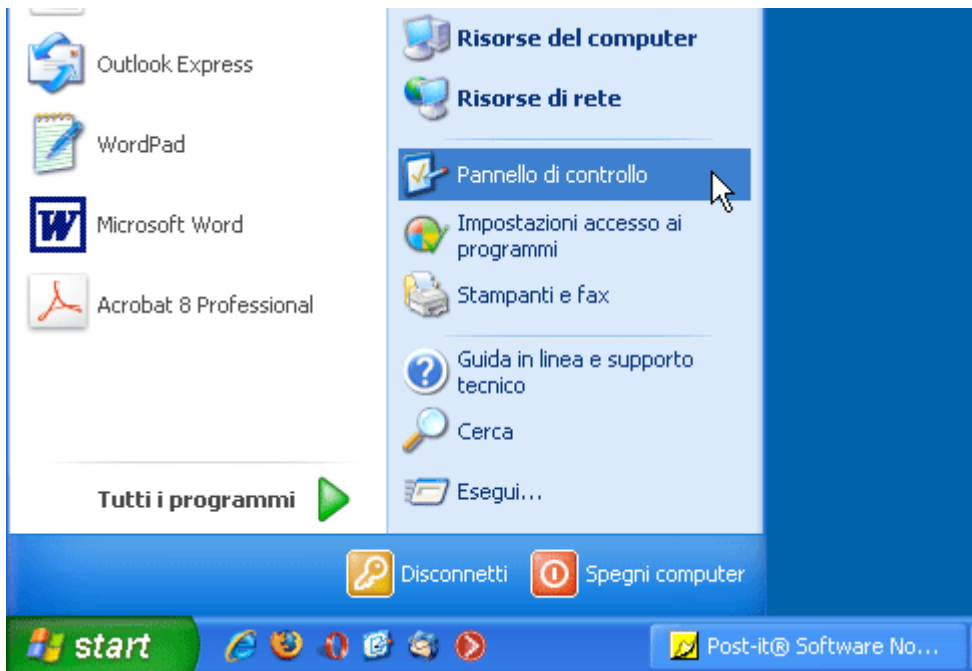 Outlook Express
WordPad
Microsoft Word
Acrobat 8 Professional
Tutti i programmi
Risorse del computer
Risorse di rete
Pannello di controllo
Impostazioni accesso ai
programmi
Stampanti e fax
Guida in linea e supporto
tecnico
Cerca
Esegui...
Disconnetti
Spegni computer
start
Post-it® Software No...